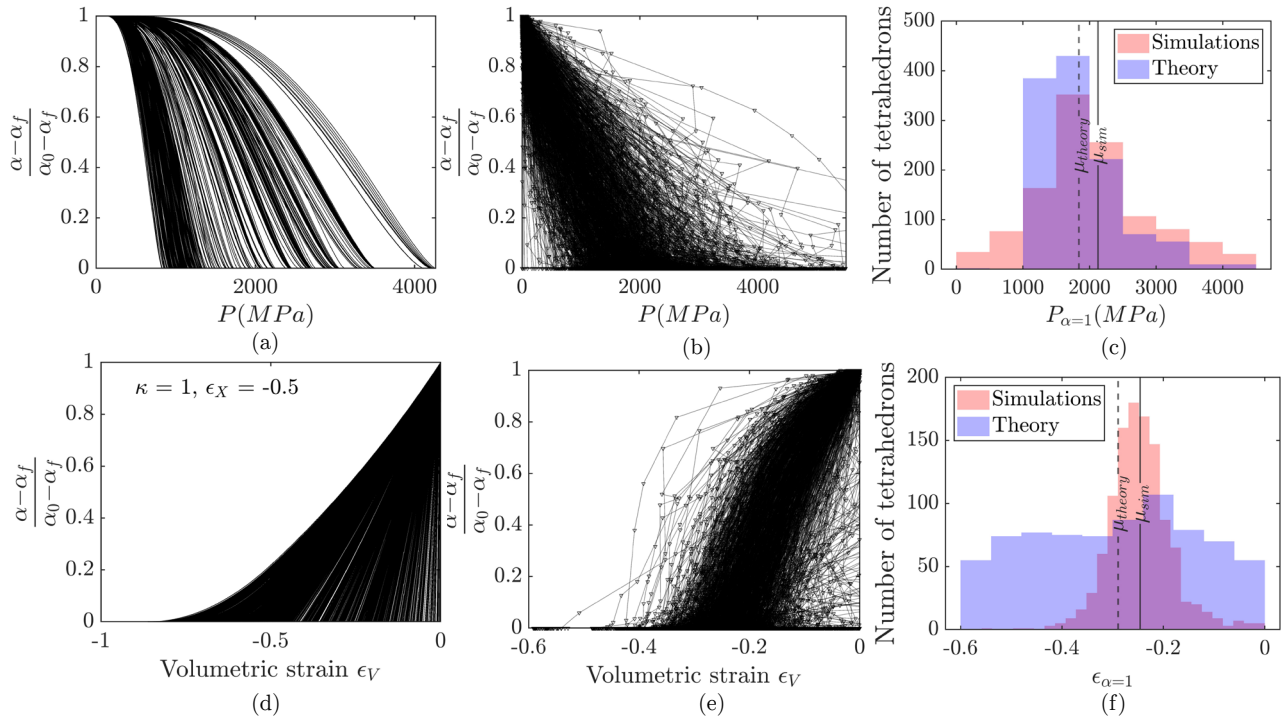 1
0.8
0.6
0.4
0.2
0
α−α_f
α_0−α_f
0 2000 4000
P(MPa)
(a)
1
0.8
0.6
0.4
0.2
0
α−α_f
α_0−α_f
0 2000 4000
P(MPa)
(b)
500
400
300
200
100
0
Number of tetrahedrons
Simulations
Theory
μ_theory
μ_sim
0 1000 2000 3000 4000
P_{α=1}(MPa)
(c)
κ = 1, ϵ_X = -0.5
1
0.8
0.6
0.4
0.2
0
α−α_f
α_0−α_f
-1 -0.5 0
Volumetric strain ϵ_V
(d)
1
0.8
0.6
0.4
0.2
0
α−α_f
α_0−α_f
-0.6 -0.4 -0.2 0
Volumetric strain ϵ_V
(e)
200
150
100
50
0
Number of tetrahedrons
Simulations
Theory
μ_theory
μ_sim
-0.6 -0.4 -0.2 0
ϵ_{α=1}
(f)